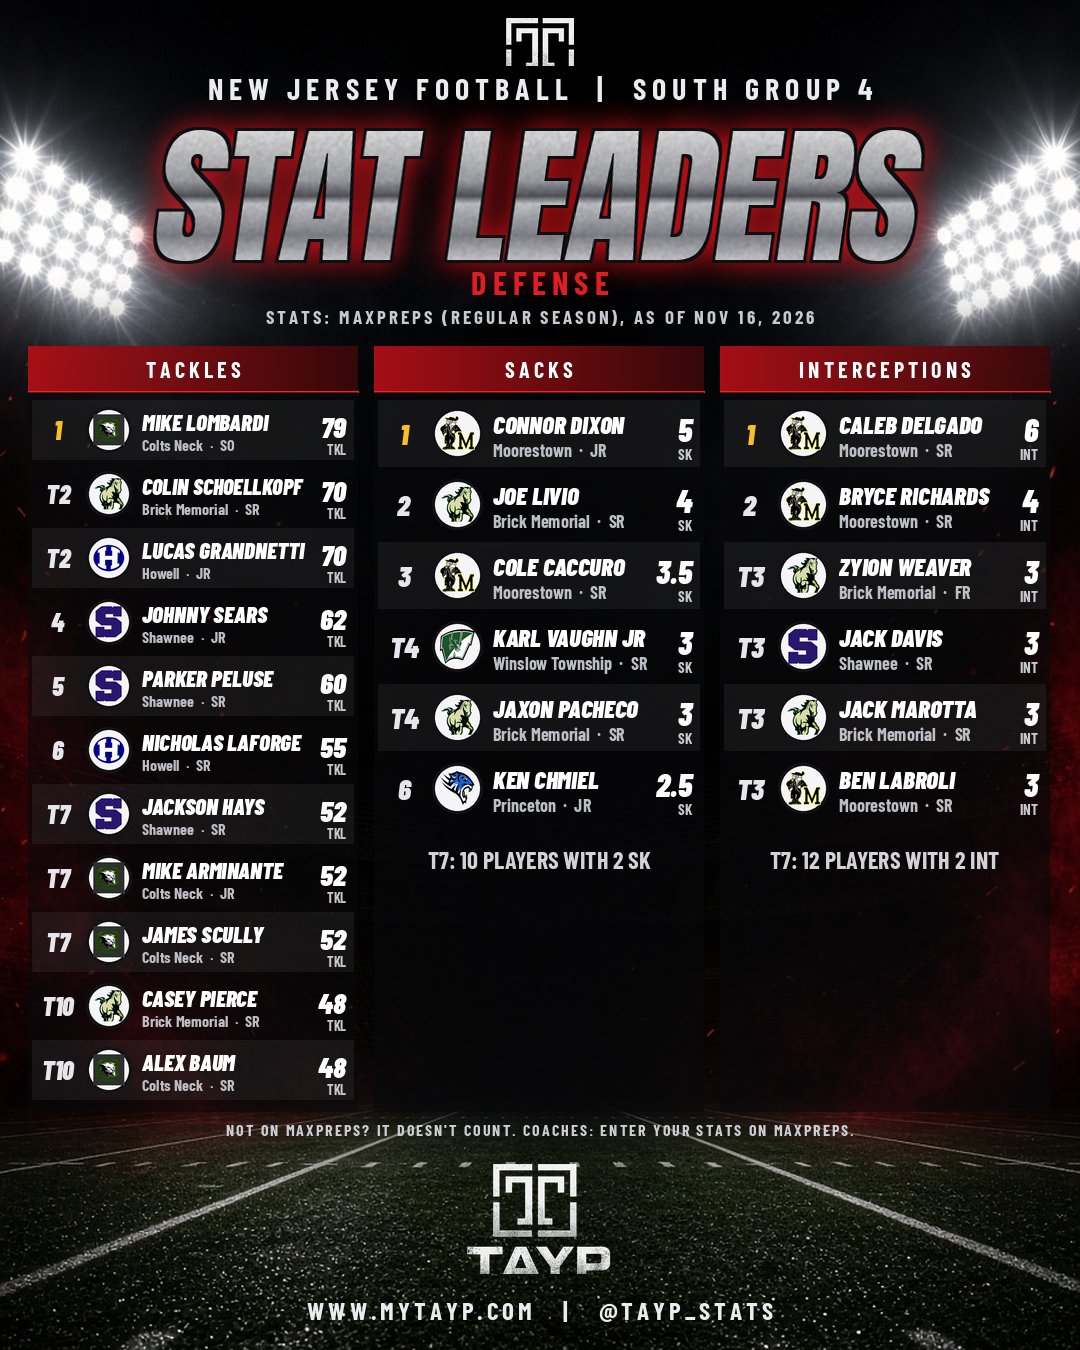 NEW JERSEY FOOTBALL | SOUTH GROUP 4
STAT LEADERS
DEFENSE
STATS: MAXPREPS (REGULAR SEASON), AS OF NOV 16, 2026
TACKLES
1 MIKE LOMBARDI 79
Colts Neck · SO TKL
T2 COLIN SCHOELLKOPF 70
Brick Memorial · SR TKL
T2 LUCAS GRANDNETTI 70
Howell · JR TKL
4 JOHNNY SEARS 62
Shawnee · JR TKL
5 PARKER PELUSE 60
Shawnee · SR TKL
6 NICHOLAS LAFORGE 55
Howell · SR TKL
T7 JACKSON HAYS 52
Shawnee · SR TKL
T7 MIKE ARMINANTE 52
Colts Neck · JR TKL
T7 JAMES SCULLY 52
Colts Neck · SR TKL
T10 CASEY PIERCE 48
Brick Memorial · SR TKL
T10 ALEX BAUM 48
Colts Neck · SR TKL
SACKS
1 CONNOR DIXON 5
Moorestown · JR SK
2 JOE LIVIO 4
Brick Memorial · SR SK
3 COLE CACCURO 3.5
Moorestown · SR SK
T4 KARL VAUGHN JR 3
Winslow Township · SR SK
T4 JAXON PACHECO 3
Brick Memorial · SR SK
6 KEN CHMIEL 2.5
Princeton · JR SK
T7: 10 PLAYERS WITH 2 SK
INTERCEPTIONS
1 CALEB DELGADO 6
Moorestown · SR INT
2 BRYCE RICHARDS 4
Moorestown · SR INT
T3 ZYION WEAVER 3
Brick Memorial · FR INT
T3 JACK DAVIS 3
Shawnee · SR INT
T3 JACK MAROTTA 3
Brick Memorial · SR INT
T3 BEN LABROLI 3
Moorestown · SR INT
T7: 12 PLAYERS WITH 2 INT
NOT ON MAXPREPS? IT DOESN'T COUNT. COACHES: ENTER YOUR STATS ON MAXPREPS.
TAYP
WWW.MYTAYP.COM | @TAYP_STATS